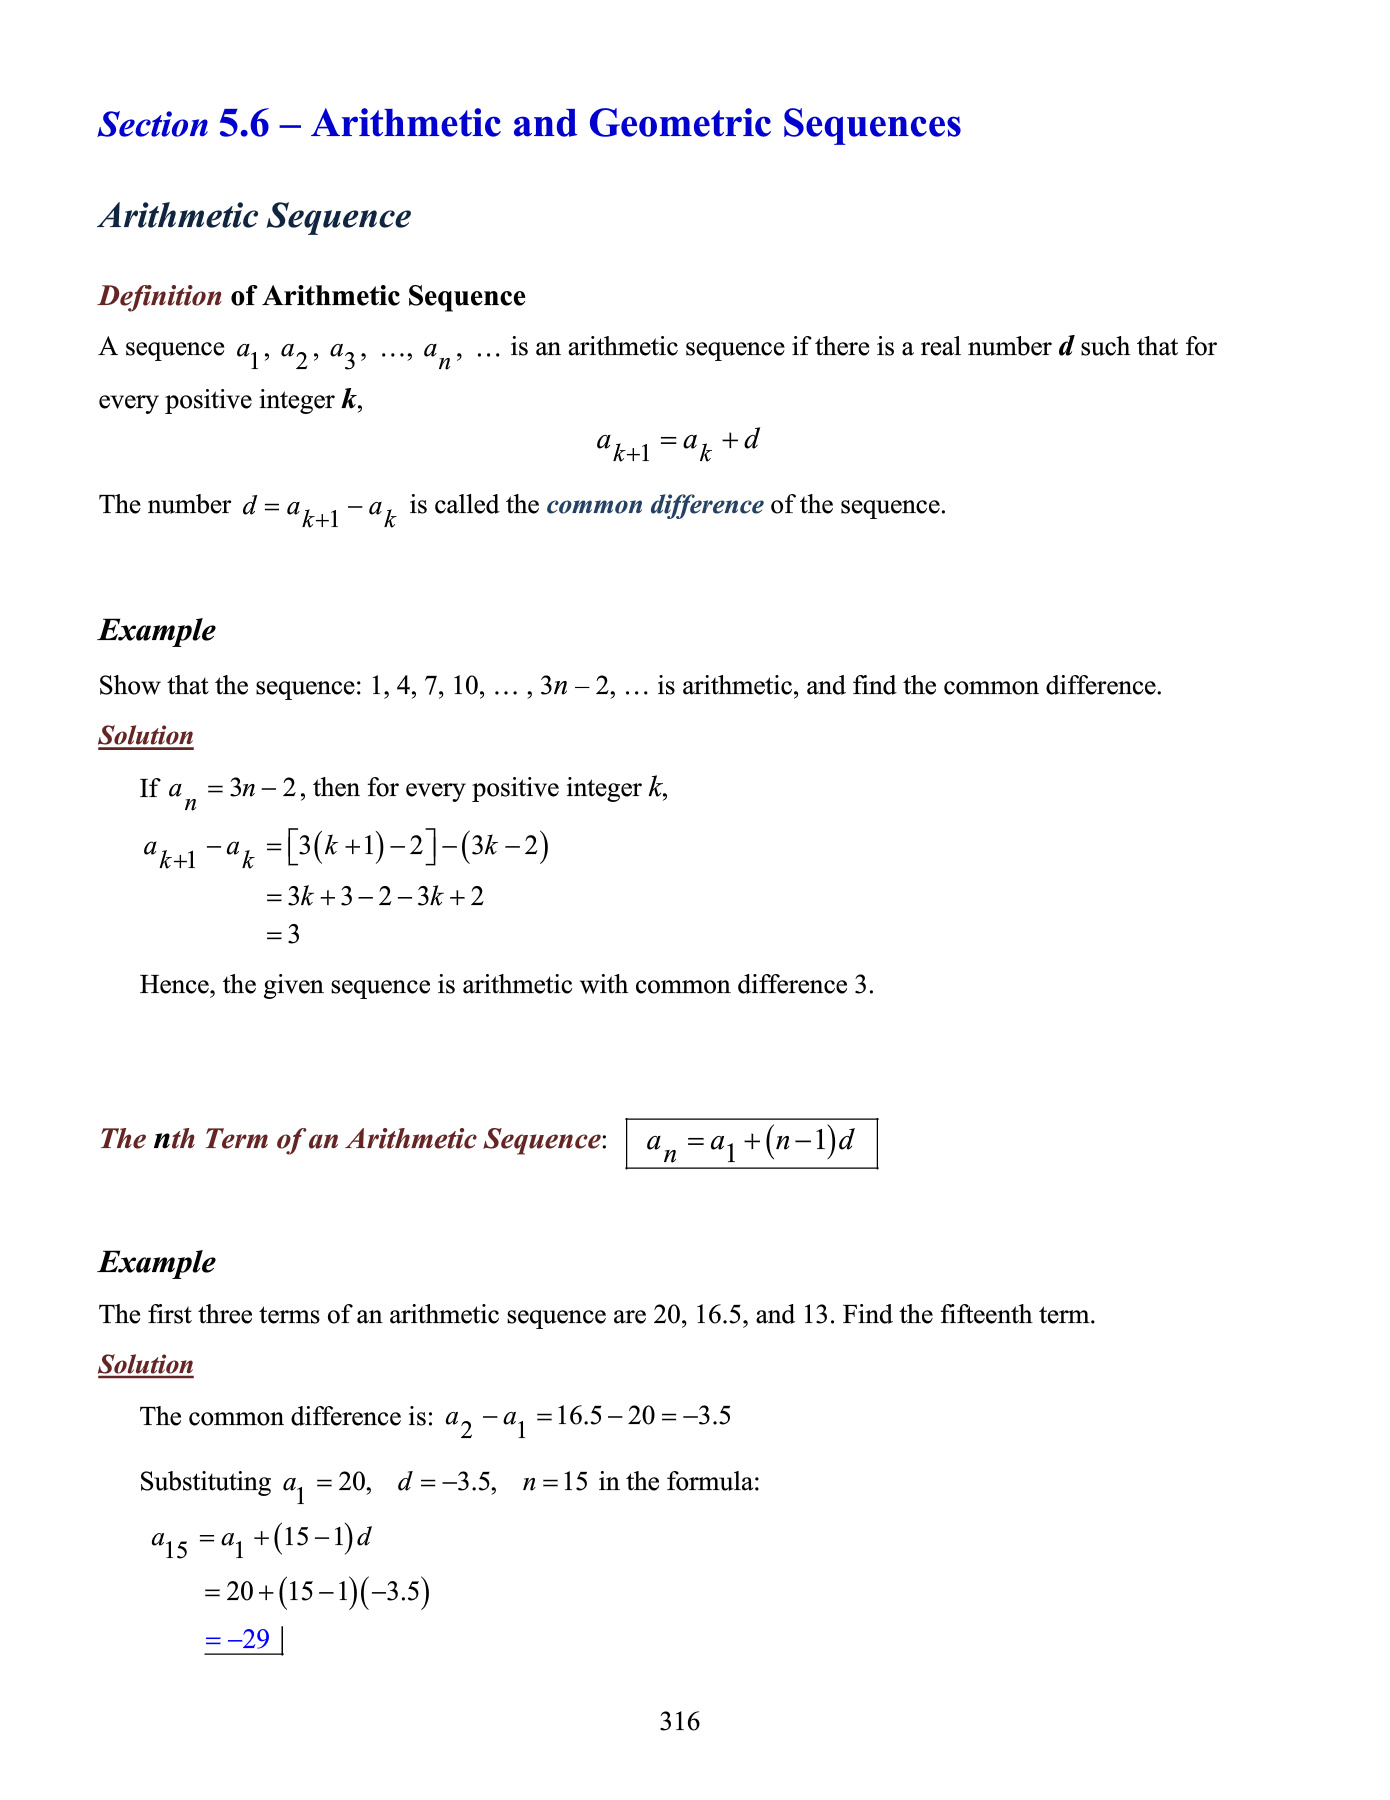 Section 5.6 – Arithmetic and Geometric Sequences
Arithmetic Sequence
Definition of Arithmetic Sequence
A sequence a_1, a_2, a_3, …, a_n, … is an arithmetic sequence if there is a real number d such that for
every positive integer k,
a_{k+1} = a_k + d
The number d = a_{k+1} − a_k is called the common difference of the sequence.
Example
Show that the sequence: 1, 4, 7, 10, … , 3n – 2, … is arithmetic, and find the common difference.
Solution
If a_n = 3n − 2, then for every positive integer k,
a_{k+1} − a_k = [3(k+1) − 2] − (3k − 2)
= 3k + 3 − 2 − 3k + 2
= 3
Hence, the given sequence is arithmetic with common difference 3.
The nth Term of an Arithmetic Sequence: a_n = a_1 + (n−1)d
Example
The first three terms of an arithmetic sequence are 20, 16.5, and 13. Find the fifteenth term.
Solution
The common difference is: a_2 − a_1 = 16.5 − 20 = −3.5
Substituting a_1 = 20, d = −3.5, n = 15 in the formula:
a_{15} = a_1 + (15−1)d
= 20 + (15−1)(−3.5)
= −29
316